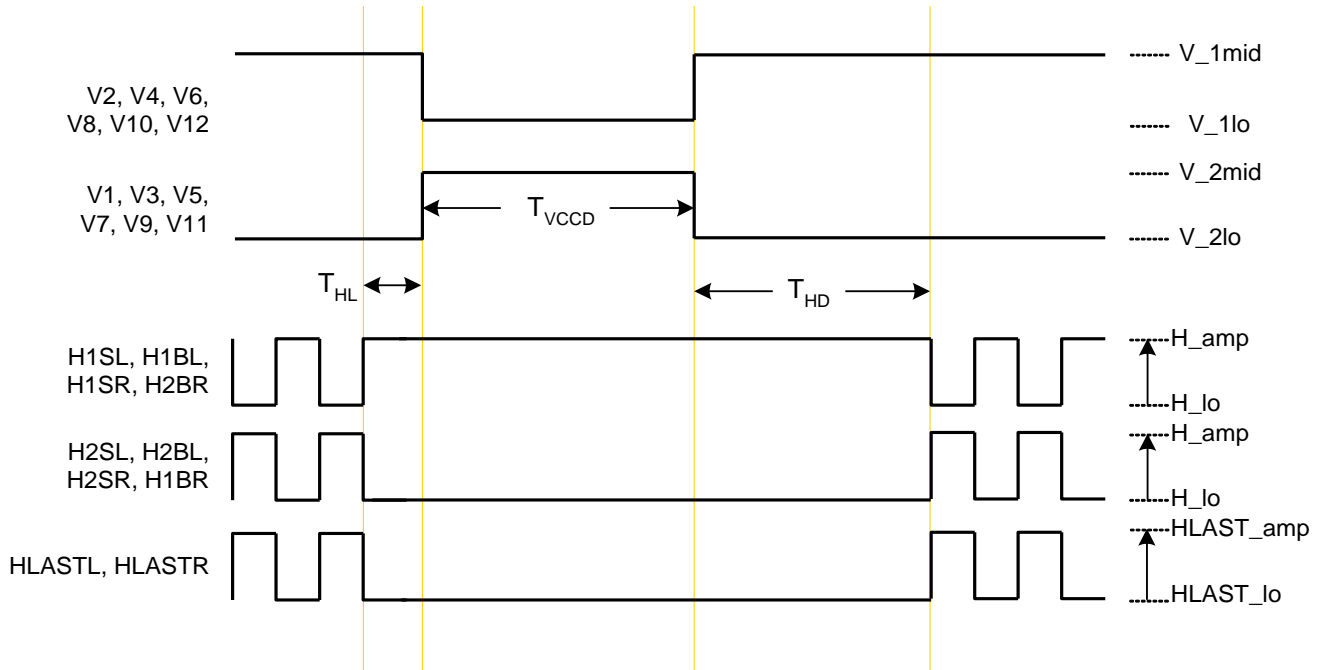 V2, V4, V6,
V8, V10, V12
V_1mid
V_1lo
V1, V3, V5,
V7, V9, V11
TVCCD
V_2mid
V_2lo
THL
THD
H1SL, H1BL,
H1SR, H2BR
H_amp
H_lo
H2SL, H2BL,
H2SR, H1BR
H_amp
H_lo
HLASTL, HLASTR
HLAST_amp
HLAST_lo